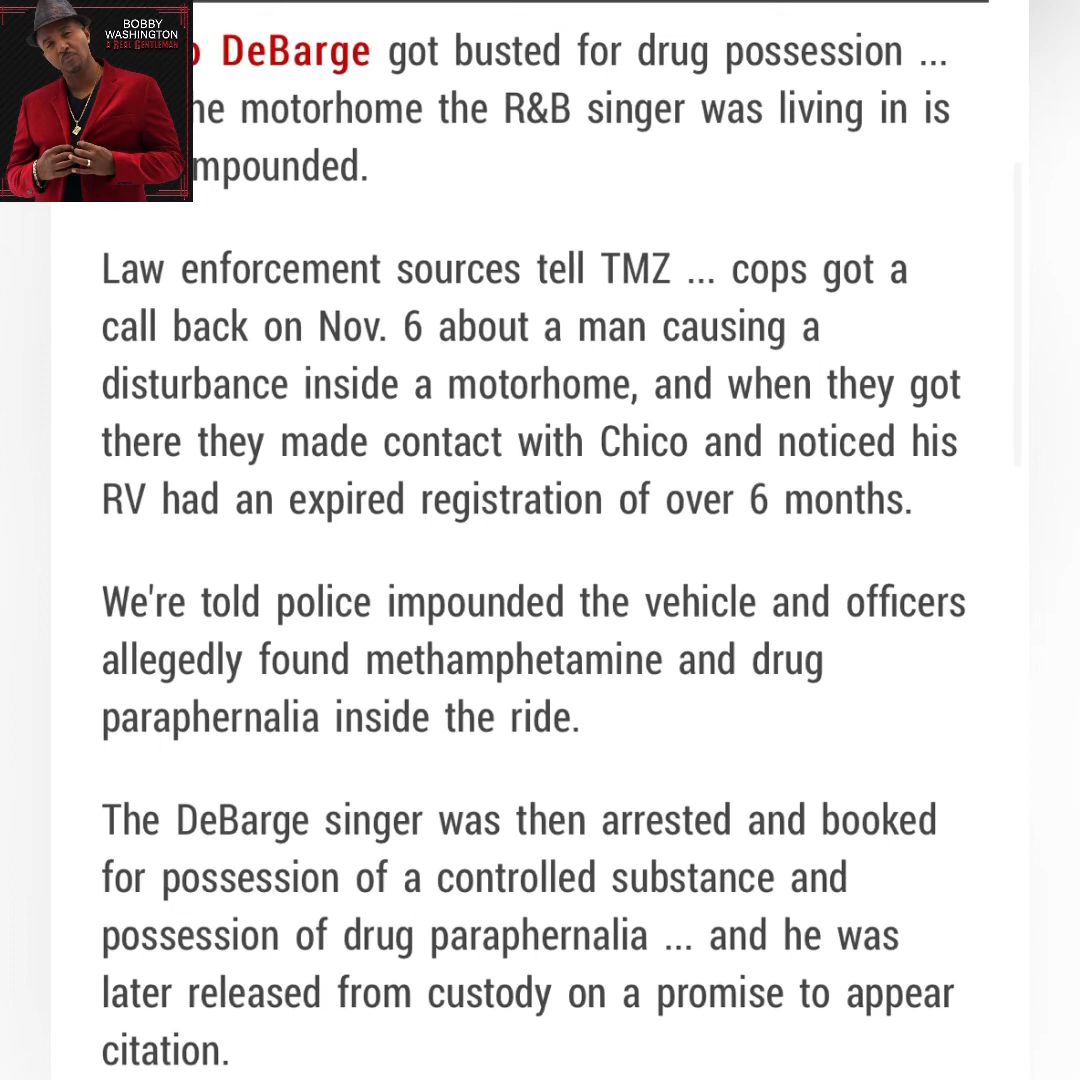 BOBBY
WASHINGTON
A REAL GENTLEMAN
DeBarge got busted for drug possession ...
motorhome the R&B singer was living in is
Law enforcement sources tell TMZ ... cops got a
call back on Nov. 6 about a man causing a
disturbance inside a motorhome, and when they got
there they made contact with Chico and noticed his
RV had an expired registration of over 6 months.
We're told police impounded the vehicle and officers
allegedly found methamphetamine and drug
paraphernalia inside the ride.
The DeBarge singer was then arrested and booked
for possession of a controlled substance and
possession of drug paraphernalia ... and he was
later released from custody on a promise to appear
citation.